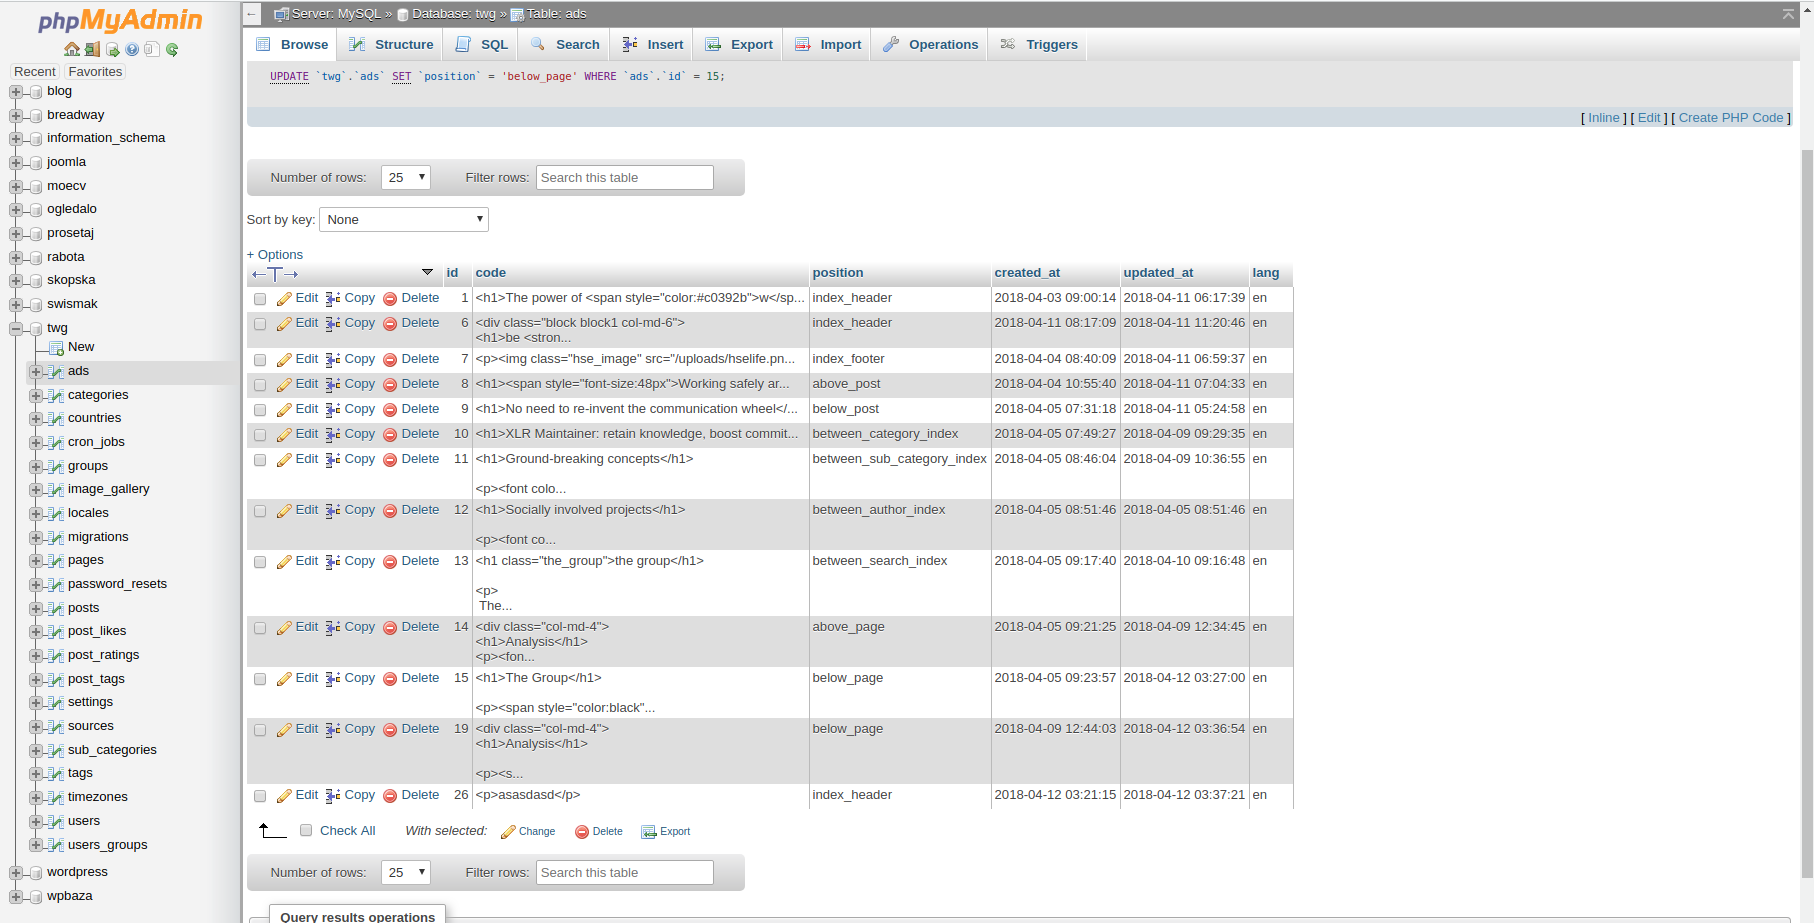 phpMyAdmin
Recent Favorites
blog
breadway
information_schema
joomla
moecv
ogledalo
prosetaj
rabota
skopska
swismak
twg
New
ads
categories
countries
cron_jobs
groups
image_gallery
locales
migrations
pages
password_resets
posts
post_likes
post_ratings
post_tags
settings
sources
sub_categories
tags
timezones
users
users_groups
wordpress
wpbaza
Server: MySQL » Database: twg » Table: ads
Browse Structure SQL Search Insert Export Import Operations Triggers
UPDATE `twg`.`ads` SET `position` = 'below_page' WHERE `ads`.`id` = 15;
[ Inline ] [ Edit ] [ Create PHP Code ]
Number of rows: 25 Filter rows: Search this table
Sort by key: None
+ Options
id code position created_at updated_at lang
Edit Copy Delete 1 <h1>The power of <span style="color:#c0392b">w</sp... index_header 2018-04-03 09:00:14 2018-04-11 06:17:39 en
Edit Copy Delete 6 <div class="block block1 col-md-6"> index_header 2018-04-11 08:17:09 2018-04-11 11:20:46 en
<h1>be <stron...
Edit Copy Delete 7 <p><img class="hse_image" src="/uploads/hselife.pn... index_footer 2018-04-04 08:40:09 2018-04-11 06:59:37 en
Edit Copy Delete 8 <h1><span style="font-size:48px">Working safely ar... above_post 2018-04-04 10:55:40 2018-04-11 07:04:33 en
Edit Copy Delete 9 <h1>No need to re-invent the communication wheel</... below_post 2018-04-05 07:31:18 2018-04-11 05:24:58 en
Edit Copy Delete 10 <h1>XLR Maintainer: retain knowledge, boost commit... between_category_index 2018-04-05 07:49:27 2018-04-09 09:29:35 en
Edit Copy Delete 11 <h1>Ground-breaking concepts</h1> between_sub_category_index 2018-04-05 08:46:04 2018-04-09 10:36:55 en
<p><font colo...
Edit Copy Delete 12 <h1>Socially involved projects</h1> between_author_index 2018-04-05 08:51:46 2018-04-05 08:51:46 en
<p><font co...
Edit Copy Delete 13 <h1 class="the_group">the group</h1> between_search_index 2018-04-05 09:17:40 2018-04-10 09:16:48 en
<p>
The...
Edit Copy Delete 14 <div class="col-md-4"> above_page 2018-04-05 09:21:25 2018-04-09 12:34:45 en
<h1>Analysis</h1>
<p><fon...
Edit Copy Delete 15 <h1>The Group</h1> below_page 2018-04-05 09:23:57 2018-04-12 03:27:00 en
<p><span style="color:black"...
Edit Copy Delete 19 <div class="col-md-4"> below_page 2018-04-09 12:44:03 2018-04-12 03:36:54 en
<h1>Analysis</h1>
<p><s...
Edit Copy Delete 26 <p>asasdasd</p> index_header 2018-04-12 03:21:15 2018-04-12 03:37:21 en
Check All With selected: Change Delete Export
Number of rows: 25 Filter rows: Search this table
Query results operations